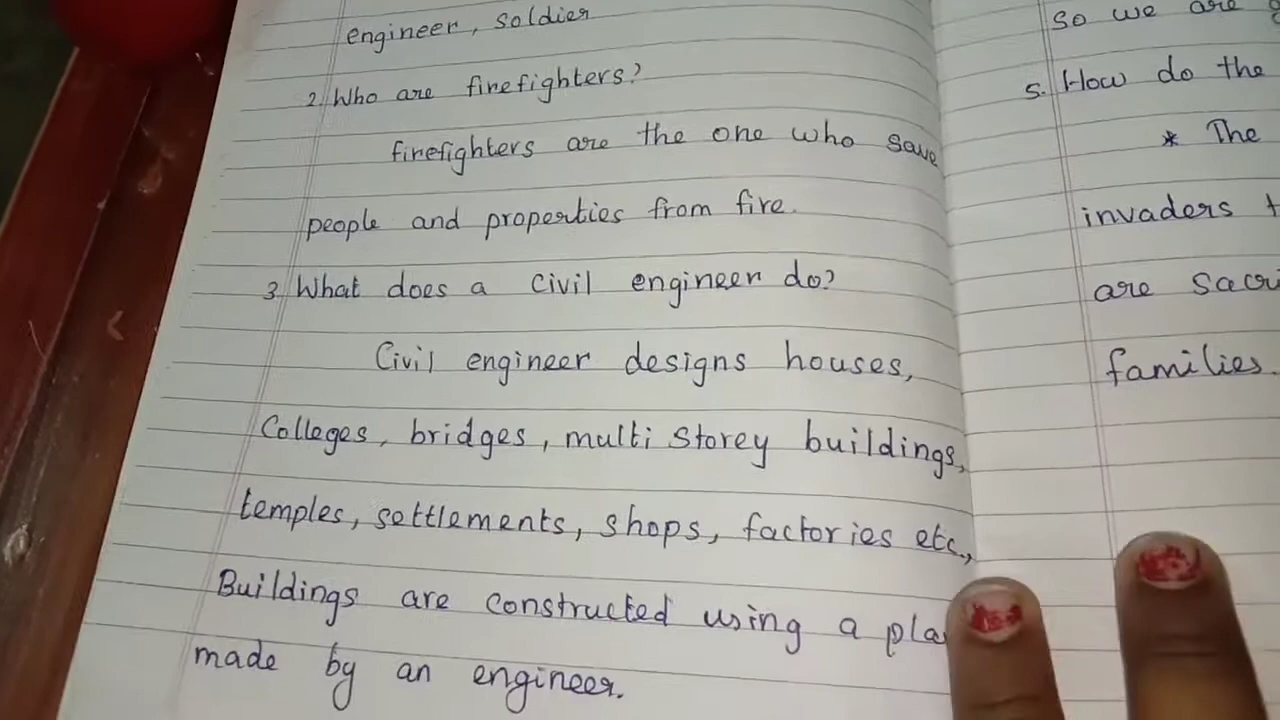 engineer, soldier
2. Who are firefighters?
firefighters are the one who save
people and properties from fire.
3. What does a civil engineer do?
Civil engineer designs houses,
Colleges, bridges, multi storey buildings,
temples, settlements, shops, factories etc.,
Buildings are constructed using a
made by an engineer.
So we are
5. How do the
* The
invaders
are
families.